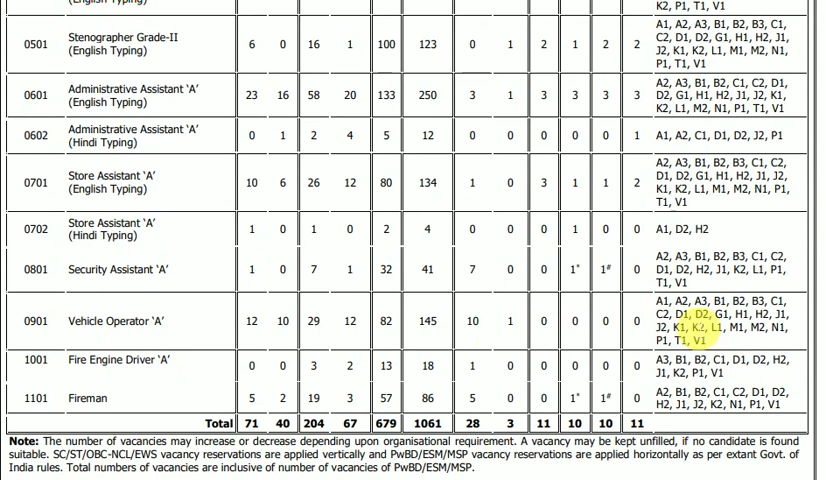 (English Typing)
K2, P1, T1, V1
0501 Stenographer Grade-II (English Typing) 6 0 16 1 100 123 0 1 2 1 2 2 A1, A2, A3, B1, B2, B3, C1,
C2, D1, D2, G1, H1, H2, J1,
J2, K1, K2, L1, M1, M2, N1,
P1, T1, V1
0601 Administrative Assistant ‘A’ (English Typing) 23 16 58 20 133 250 3 1 3 3 3 3 A2, A3, B1, B2, C1, C2, D1,
D2, G1, H1, H2, J1, J2, K1,
K2, L1, M2, N1, P1, T1, V1
0602 Administrative Assistant ‘A’ (Hindi Typing) 0 1 2 4 5 12 0 0 0 0 0 1 A1, A2, C1, D1, D2, J2, P1
0701 Store Assistant ‘A’ (English Typing) 10 6 26 12 80 134 1 0 3 1 1 2 A2, A3, B1, B2, B3, C1, C2,
D1, D2, G1, H1, H2, J1, J2,
K1, K2, L1, M1, M2, N1, P1,
T1, V1
0702 Store Assistant ‘A’ (Hindi Typing) 1 0 1 0 2 4 0 0 0 1 0 0 A1, D2, H2
0801 Security Assistant ‘A’ 1 0 7 1 32 41 7 0 0 1* 1# 0 A2, A3, B1, B2, B3, C1, C2,
D1, D2, H2, J1, K2, L1, P1,
T1, V1
0901 Vehicle Operator ‘A’ 12 10 29 12 82 145 10 1 0 0 0 0 A1, A2, A3, B1, B2, B3, C1,
C2, D1, D2, G1, H1, H2, J1,
J2, K1, K2, L1, M1, M2, N1,
P1, T1, V1
1001 Fire Engine Driver ‘A’ 0 0 3 2 13 18 1 0 0 0 0 0 A3, B1, B2, C1, D1, D2, H2,
J1, K2, P1, V1
1101 Fireman 5 2 19 3 57 86 5 0 0 1* 1# 0 A2, B1, B2, C1, C2, D1, D2,
H2, J1, J2, K2, N1, P1, V1
Total 71 40 204 67 679 1061 28 3 11 10 10 11
Note: The number of vacancies may increase or decrease depending upon organisational requirement. A vacancy may be kept unfilled, if no candidate is found
suitable. SC/ST/OBC-NCL/EWS vacancy reservations are applied vertically and PwBD/ESM/MSP vacancy reservations are applied horizontally as per extant Govt. of
India rules. Total numbers of vacancies are inclusive of number of vacancies of PwBD/ESM/MSP.